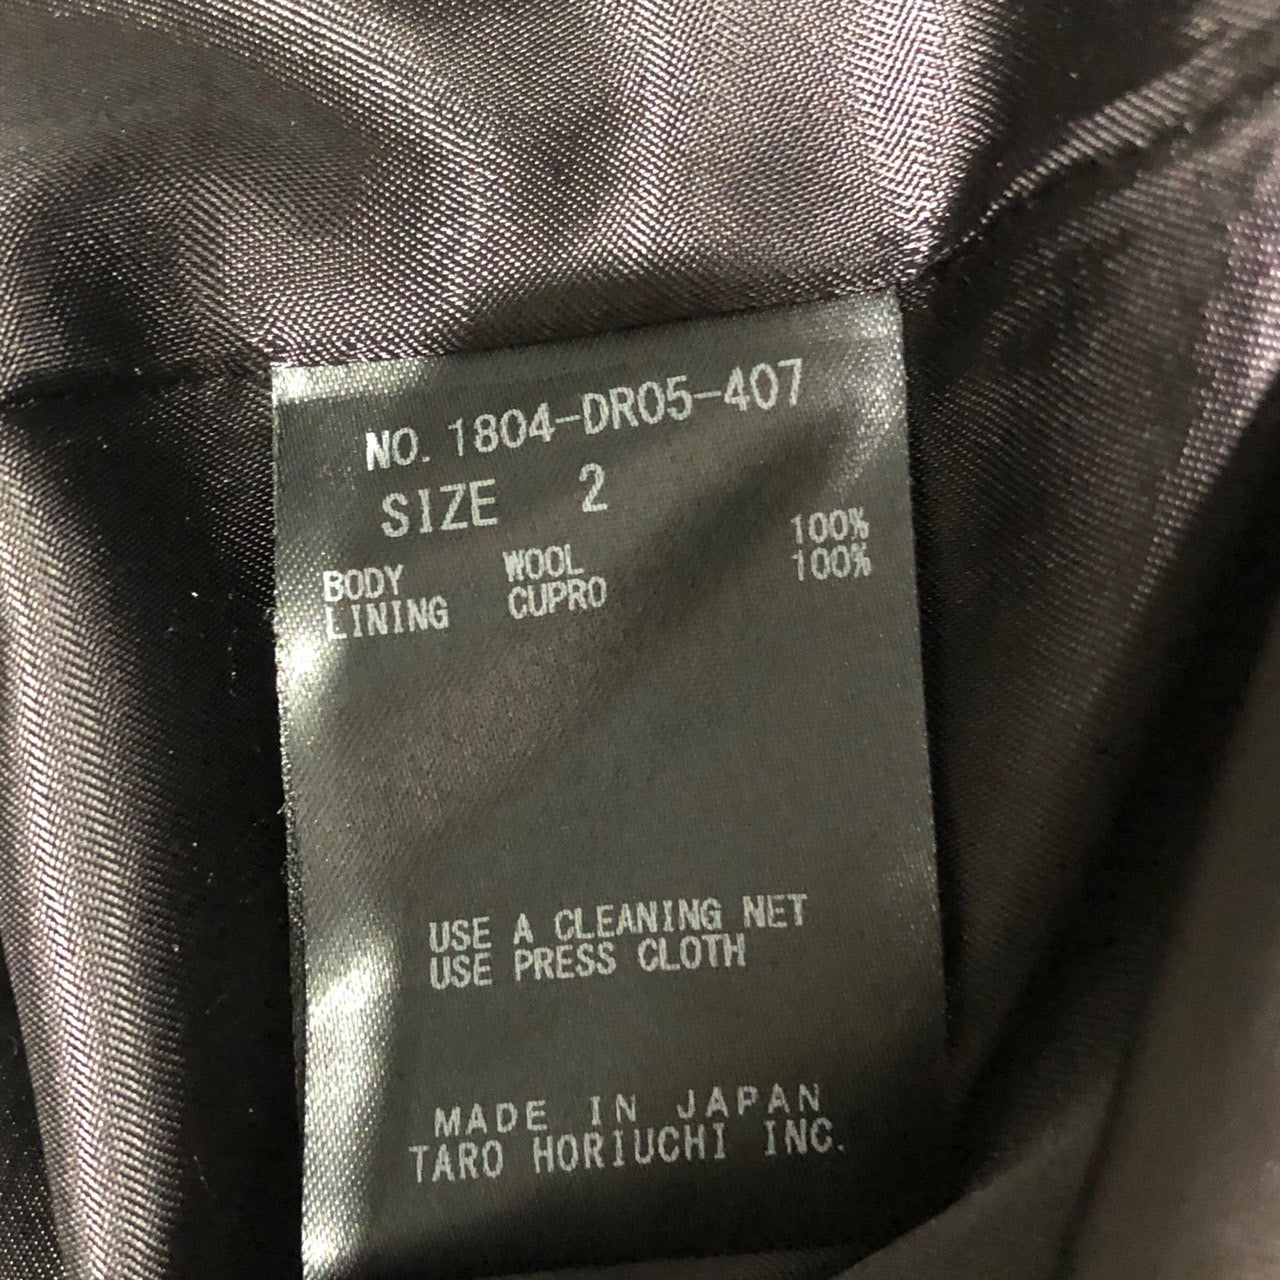 NO. 1804-DR05-407
SIZE 2
BODY WOOL 100%
LINING CUPRO 100%
USE A CLEANING NET
USE PRESS CLOTH
MADE IN JAPAN
TARO HORIUCHI INC.